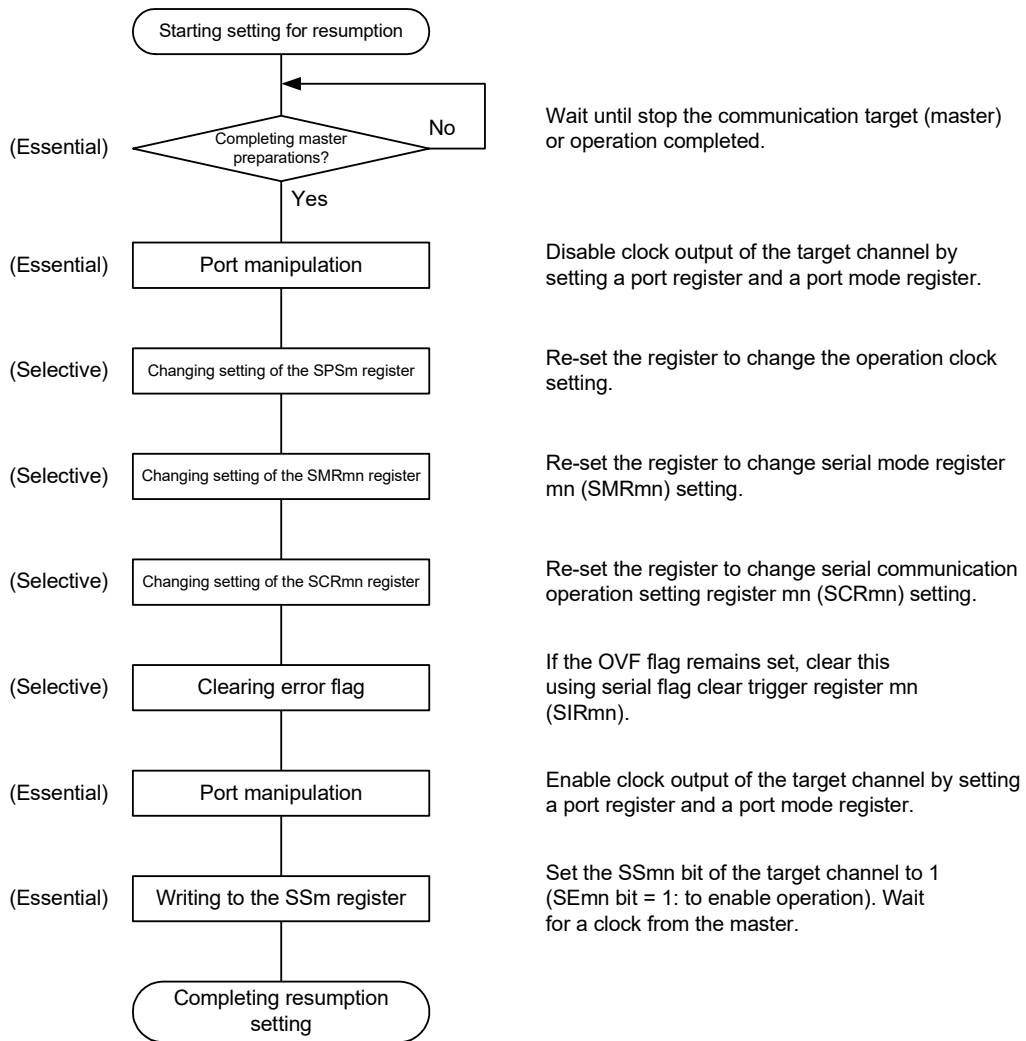 Starting setting for resumption
(Essential)
Completing master
preparations?
No
Yes
Wait until stop the communication target (master)
or operation completed.
(Essential)
Port manipulation
Disable clock output of the target channel by
setting a port register and a port mode register.
(Selective)
Changing setting of the SPSm register
Re-set the register to change the operation clock
setting.
(Selective)
Changing setting of the SMRmn register
Re-set the register to change serial mode register
mn (SMRmn) setting.
(Selective)
Changing setting of the SCRmn register
Re-set the register to change serial communication
operation setting register mn (SCRmn) setting.
(Selective)
Clearing error flag
If the OVF flag remains set, clear this
using serial flag clear trigger register mn
(SIRmn).
(Essential)
Port manipulation
Enable clock output of the target channel by setting
a port register and a port mode register.
(Essential)
Writing to the SSm register
Set the SSmn bit of the target channel to 1
(SEmn bit = 1: to enable operation). Wait
for a clock from the master.
Completing resumption
setting